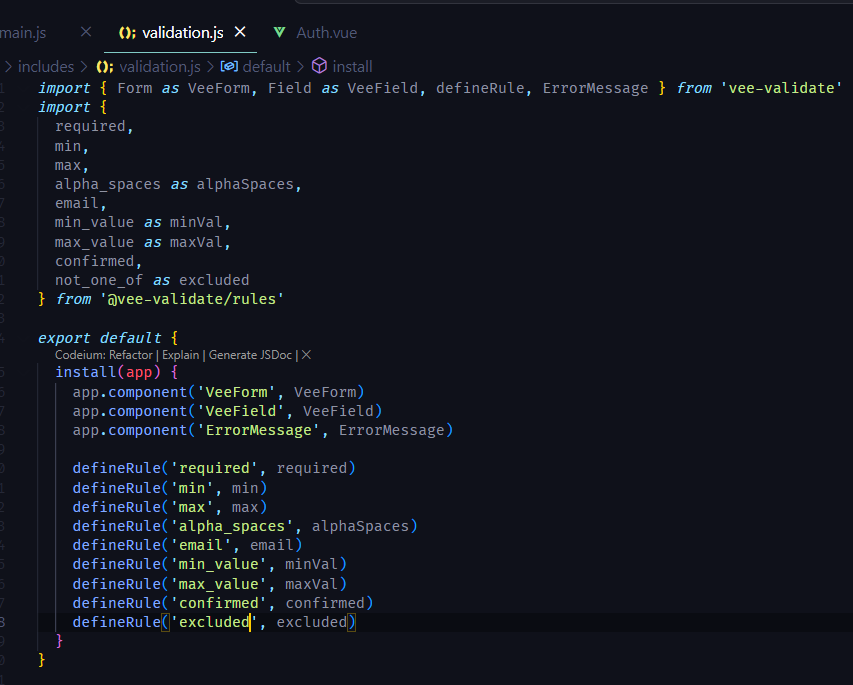 main.js × validation.js × Auth.vue
> includes > validation.js > default > install
import { Form as VeeForm, Field as VeeField, defineRule, ErrorMessage } from 'vee-validate'
import {
  required,
  min,
  max,
  alpha_spaces as alphaSpaces,
  email,
  min_value as minVal,
  max_value as maxVal,
  confirmed,
  not_one_of as excluded
} from '@vee-validate/rules'
export default {
  Codeium: Refactor | Explain | Generate JSDoc | ×
  install(app) {
    app.component('VeeForm', VeeForm)
    app.component('VeeField', VeeField)
    app.component('ErrorMessage', ErrorMessage)
    defineRule('required', required)
    defineRule('min', min)
    defineRule('max', max)
    defineRule('alpha_spaces', alphaSpaces)
    defineRule('email', email)
    defineRule('min_value', minVal)
    defineRule('max_value', maxVal)
    defineRule('confirmed', confirmed)
    defineRule('excluded', excluded)
  }
}